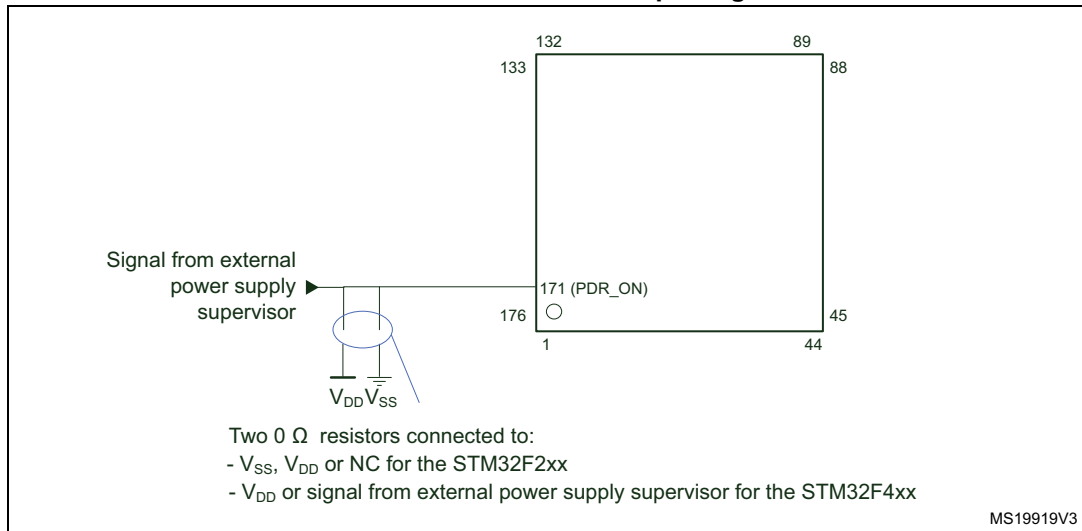 132
89
133
88
Signal from external
power supply
supervisor
171 (PDR_ON)
176
45
1
44
VDD VSS
Two 0 Ω resistors connected to:
- VSS, VDD or NC for the STM32F2xx
- VDD or signal from external power supply supervisor for the STM32F4xx
MS19919V3